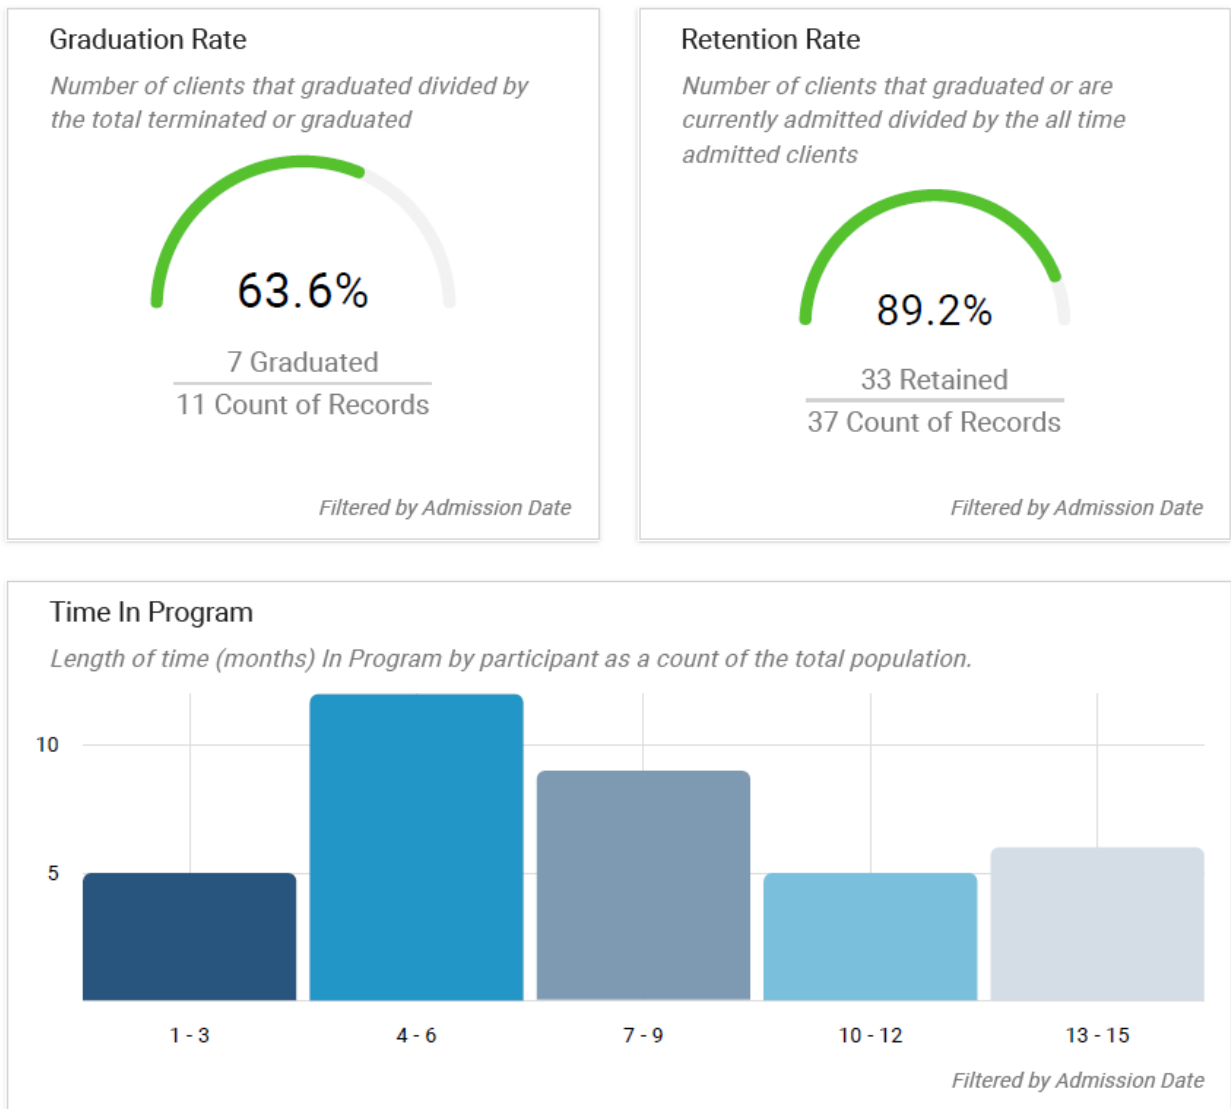 Graduation Rate
Number of clients that graduated divided by
the total terminated or graduated
63.6%
7 Graduated
11 Count of Records
Filtered by Admission Date
Retention Rate
Number of clients that graduated or are
currently admitted divided by the all time
admitted clients
89.2%
33 Retained
37 Count of Records
Filtered by Admission Date
Time In Program
Length of time (months) In Program by participant as a count of the total population.
10
5
1 - 3
4 - 6
7 - 9
10 - 12
13 - 15
Filtered by Admission Date